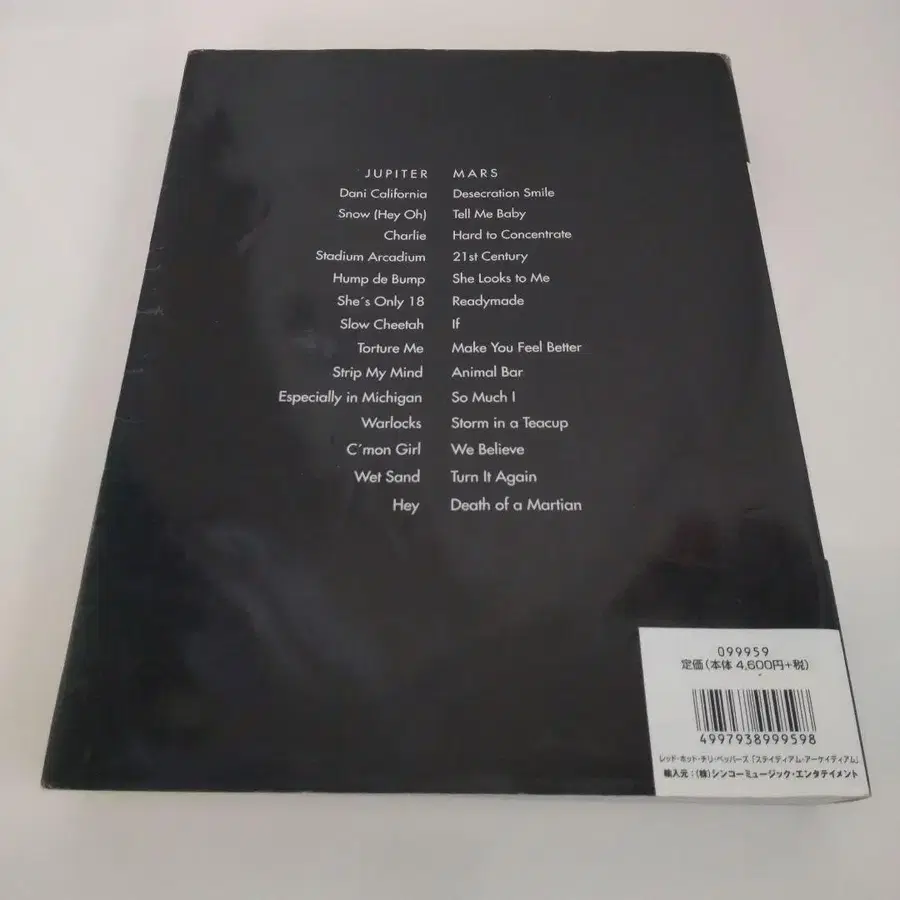 JUPITER MARS
Dani California Desecration Smile
Snow (Hey Oh) Tell Me Baby
Charlie Hard to Concentrate
Stadium Arcadium 21st Century
Hump de Bump She Looks to Me
She´s Only 18 Readymade
Slow Cheetah If
Torture Me Make You Feel Better
Strip My Mind Animal Bar
Especially in Michigan So Much I
Warlocks Storm in a Teacup
C´mon Girl We Believe
Wet Sand Turn It Again
Hey Death of a Martian
099959
定価(本体 4,600円+税)
4997938999598
レッド・ホット・チリ・ペッパーズ「ステイディアム・アーケイディアム」
輸入元:(株)シンコーミュージック・エンタテイメント